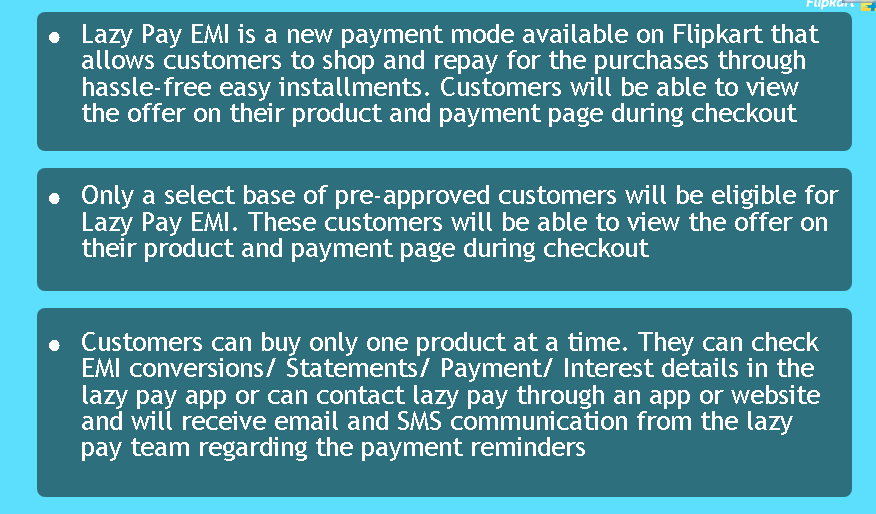 Flipkart
• Lazy Pay EMI is a new payment mode available on Flipkart that
allows customers to shop and repay for the purchases through
hassle-free easy installments. Customers will be able to view
the offer on their product and payment page during checkout
• Only a select base of pre-approved customers will be eligible for
Lazy Pay EMI. These customers will be able to view the offer on
their product and payment page during checkout
• Customers can buy only one product at a time. They can check
EMI conversions/ Statements/ Payment/ Interest details in the
lazy pay app or can contact lazy pay through an app or website
and will receive email and SMS communication from the lazy
pay team regarding the payment reminders